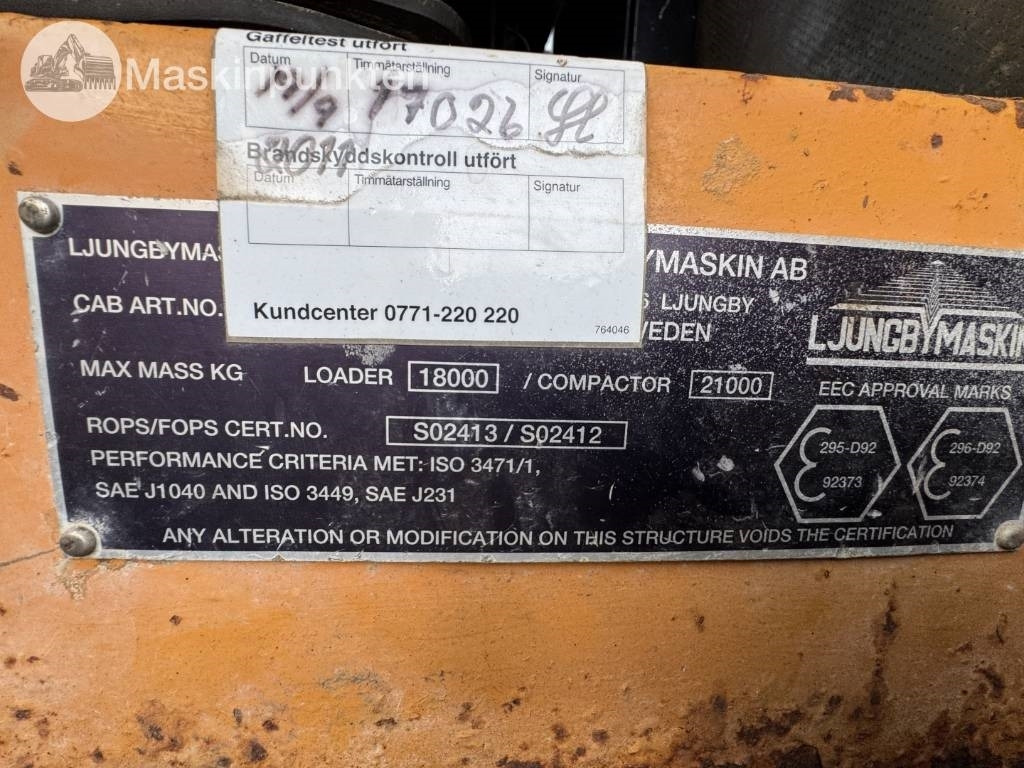 Maskinpunkten
Gaffeltest utfört
Datum Timmätarställning Signatur
17026
Brandskyddskontroll utfört
Datum Timmätarställning Signatur
Kundcenter 0771-220 220
764046
LJUNGBYMAS YMASKIN AB
CAB ART.NO. 6 LJUNGBY
VEDEN
LJUNGBYMASKIN
MAX MASS KG LOADER 18000 / COMPACTOR 21000
EEC APPROVAL MARKS
ROPS/FOPS CERT.NO. S02413 / S02412
295-D92 296-D92
92373 92374
PERFORMANCE CRITERIA MET: ISO 3471/1,
SAE J1040 AND ISO 3449, SAE J231
ANY ALTERATION OR MODIFICATION ON THIS STRUCTURE VOIDS THE CERTIFICATION